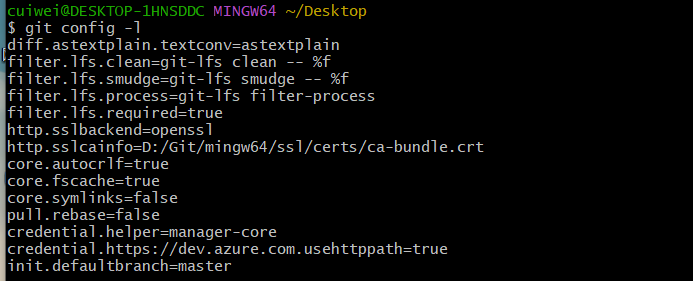 cuiwei@DESKTOP-1HNSDDC MINGW64 ~/Desktop
$ git config -l
diff.astextplain.textconv=astextplain
filter.lfs.clean=git-lfs clean -- %f
filter.lfs.smudge=git-lfs smudge -- %f
filter.lfs.process=git-lfs filter-process
filter.lfs.required=true
http.sslbackend=openssl
http.sslcainfo=D:/Git/mingw64/ssl/certs/ca-bundle.crt
core.autocrlf=true
core.fscache=true
core.symlinks=false
pull.rebase=false
credential.helper=manager-core
credential.https://dev.azure.com.usehttppath=true
init.defaultbranch=master